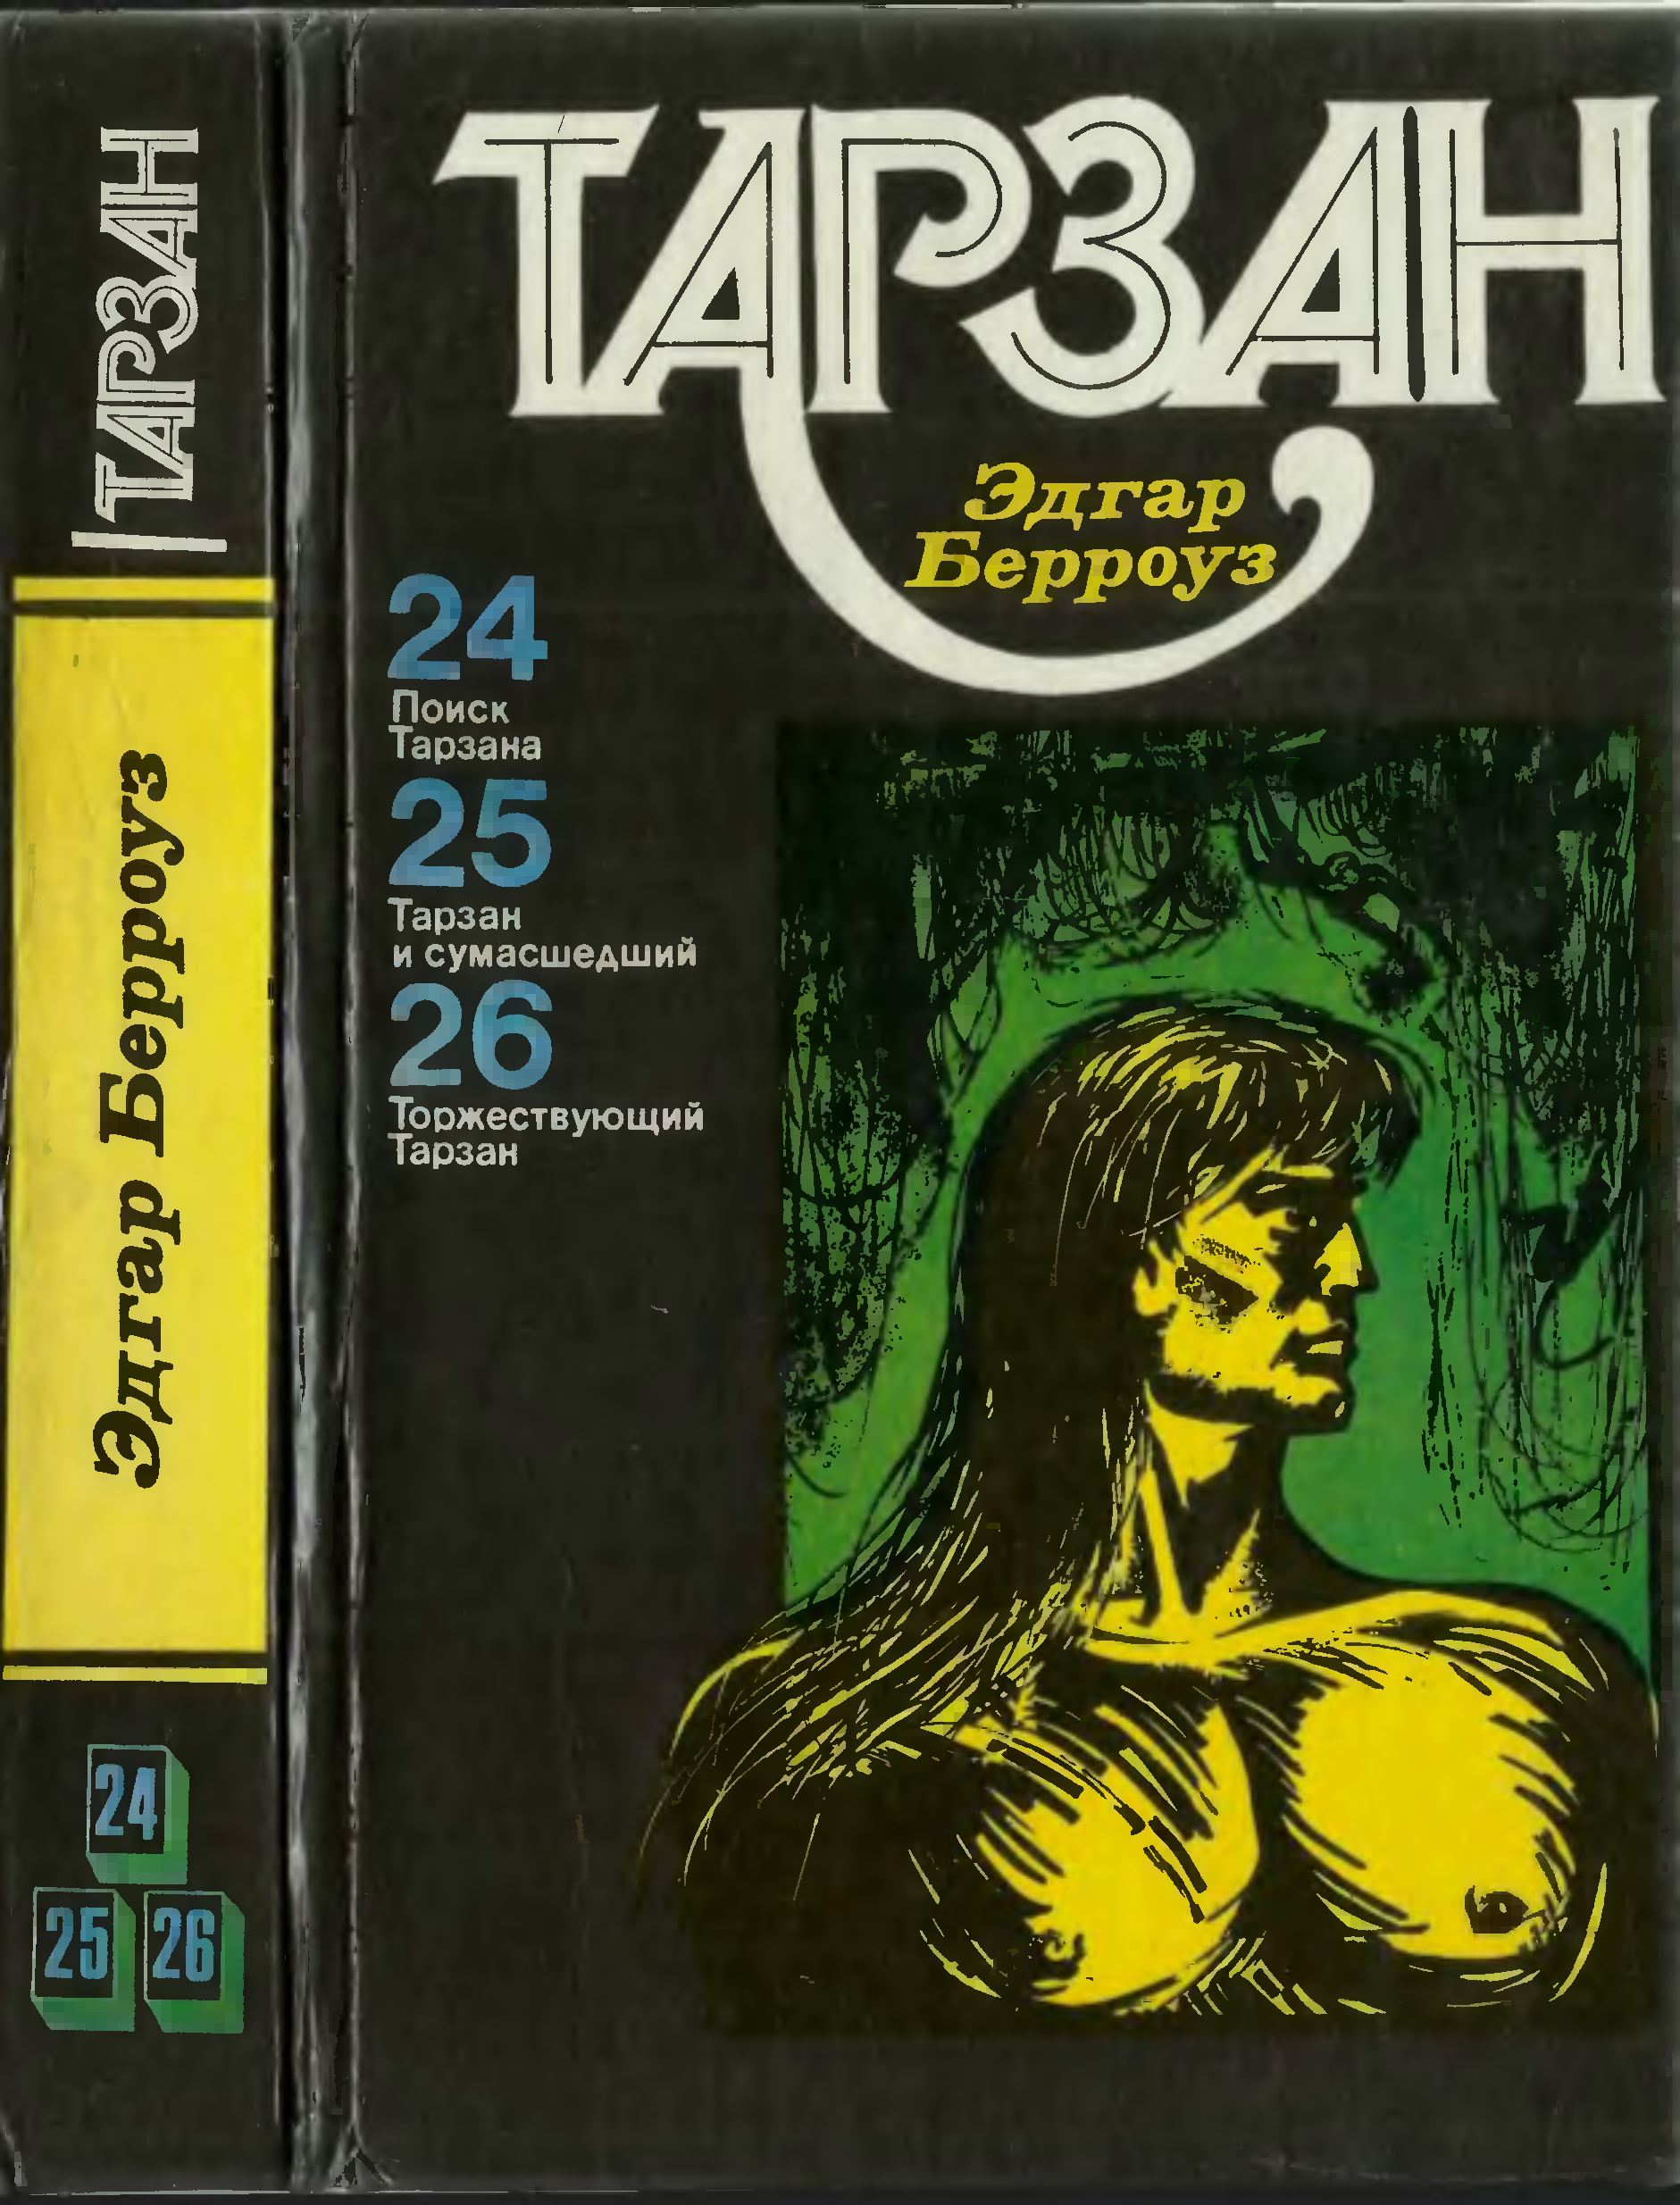 ТАРЗАН
Эдгар Берроуз
24
25 26
ТАРЗАН
Эдгар
Берроуз
24
Поиск
Тарзана
25
Тарзан
и сумасшедший
26
Торжествующий
Тарзан